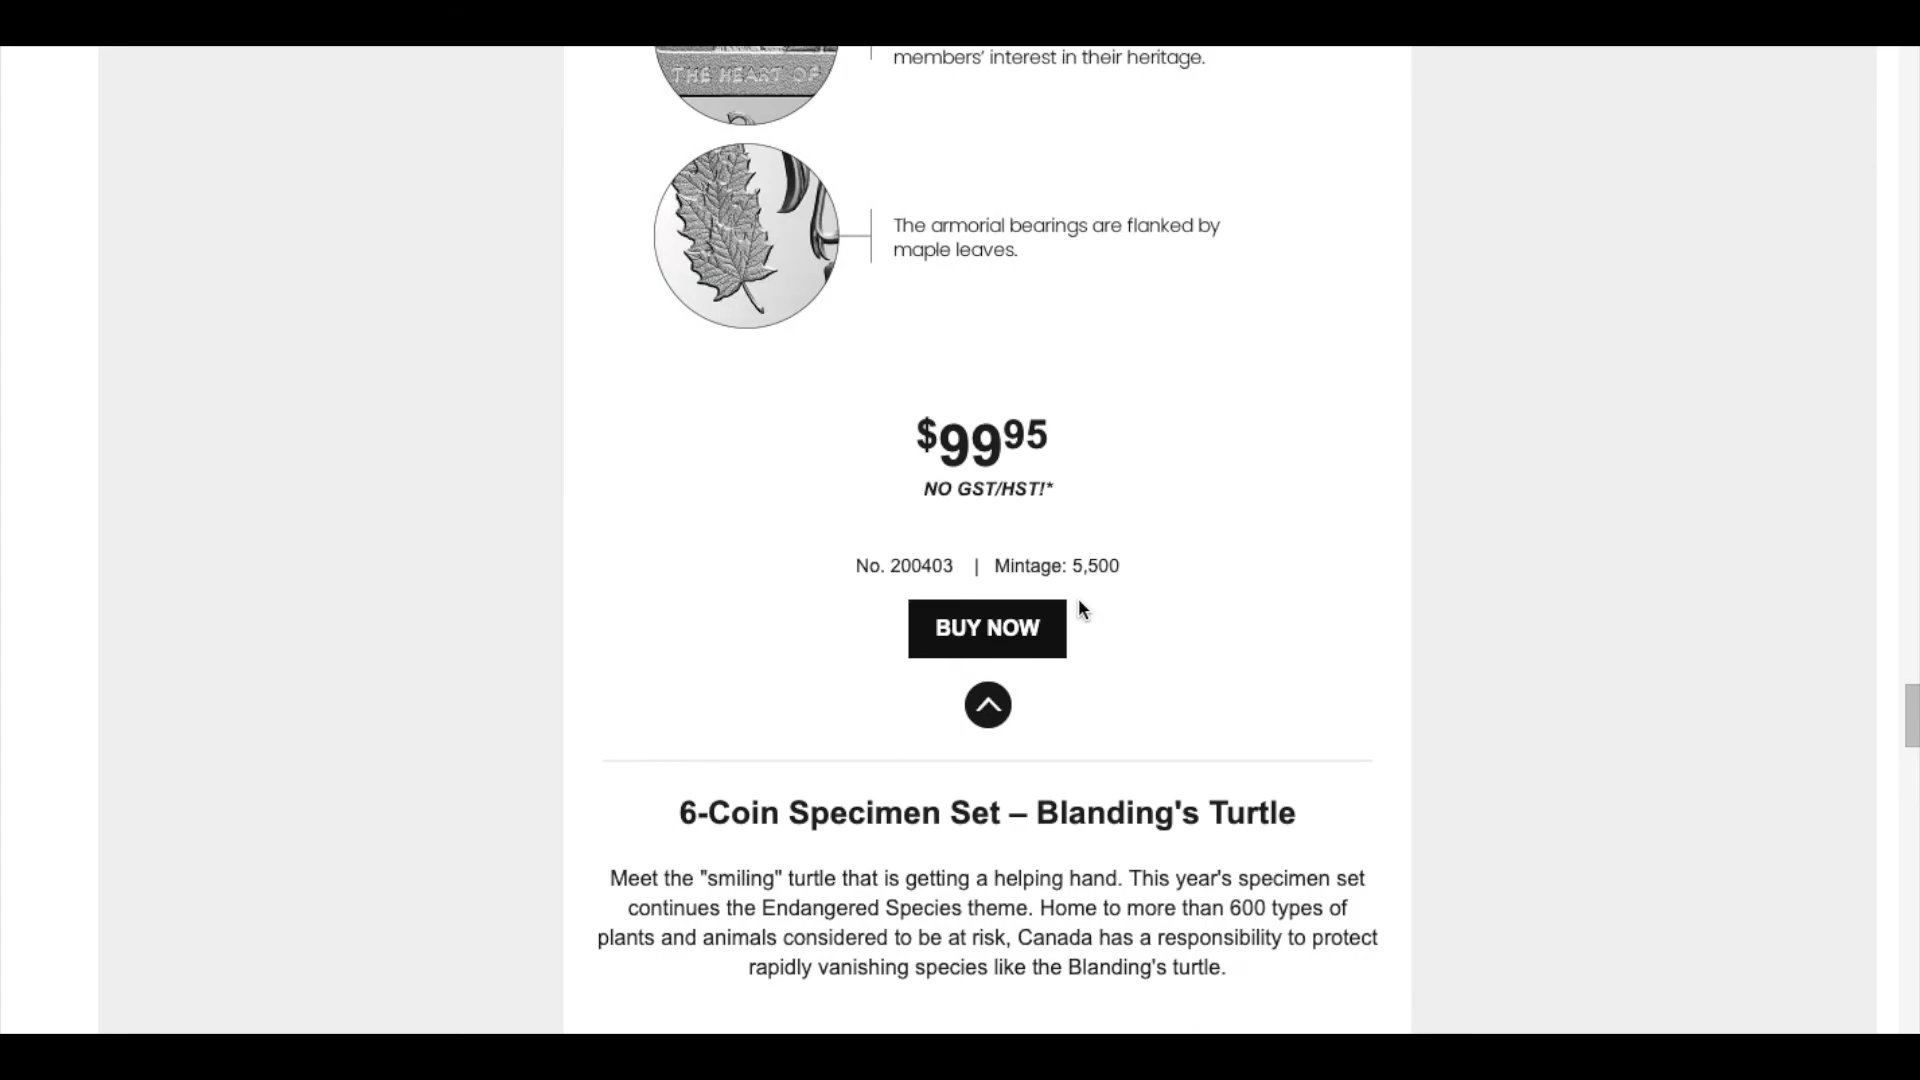 members' interest in their heritage.
THE HEART OF
The armorial bearings are flanked by
maple leaves.
$99.95
NO GST/HST!*
No. 200403 | Mintage: 5,500
BUY NOW
6-Coin Specimen Set – Blanding's Turtle
Meet the "smiling" turtle that is getting a helping hand. This year's specimen set
continues the Endangered Species theme. Home to more than 600 types of
plants and animals considered to be at risk, Canada has a responsibility to protect
rapidly vanishing species like the Blanding's turtle.